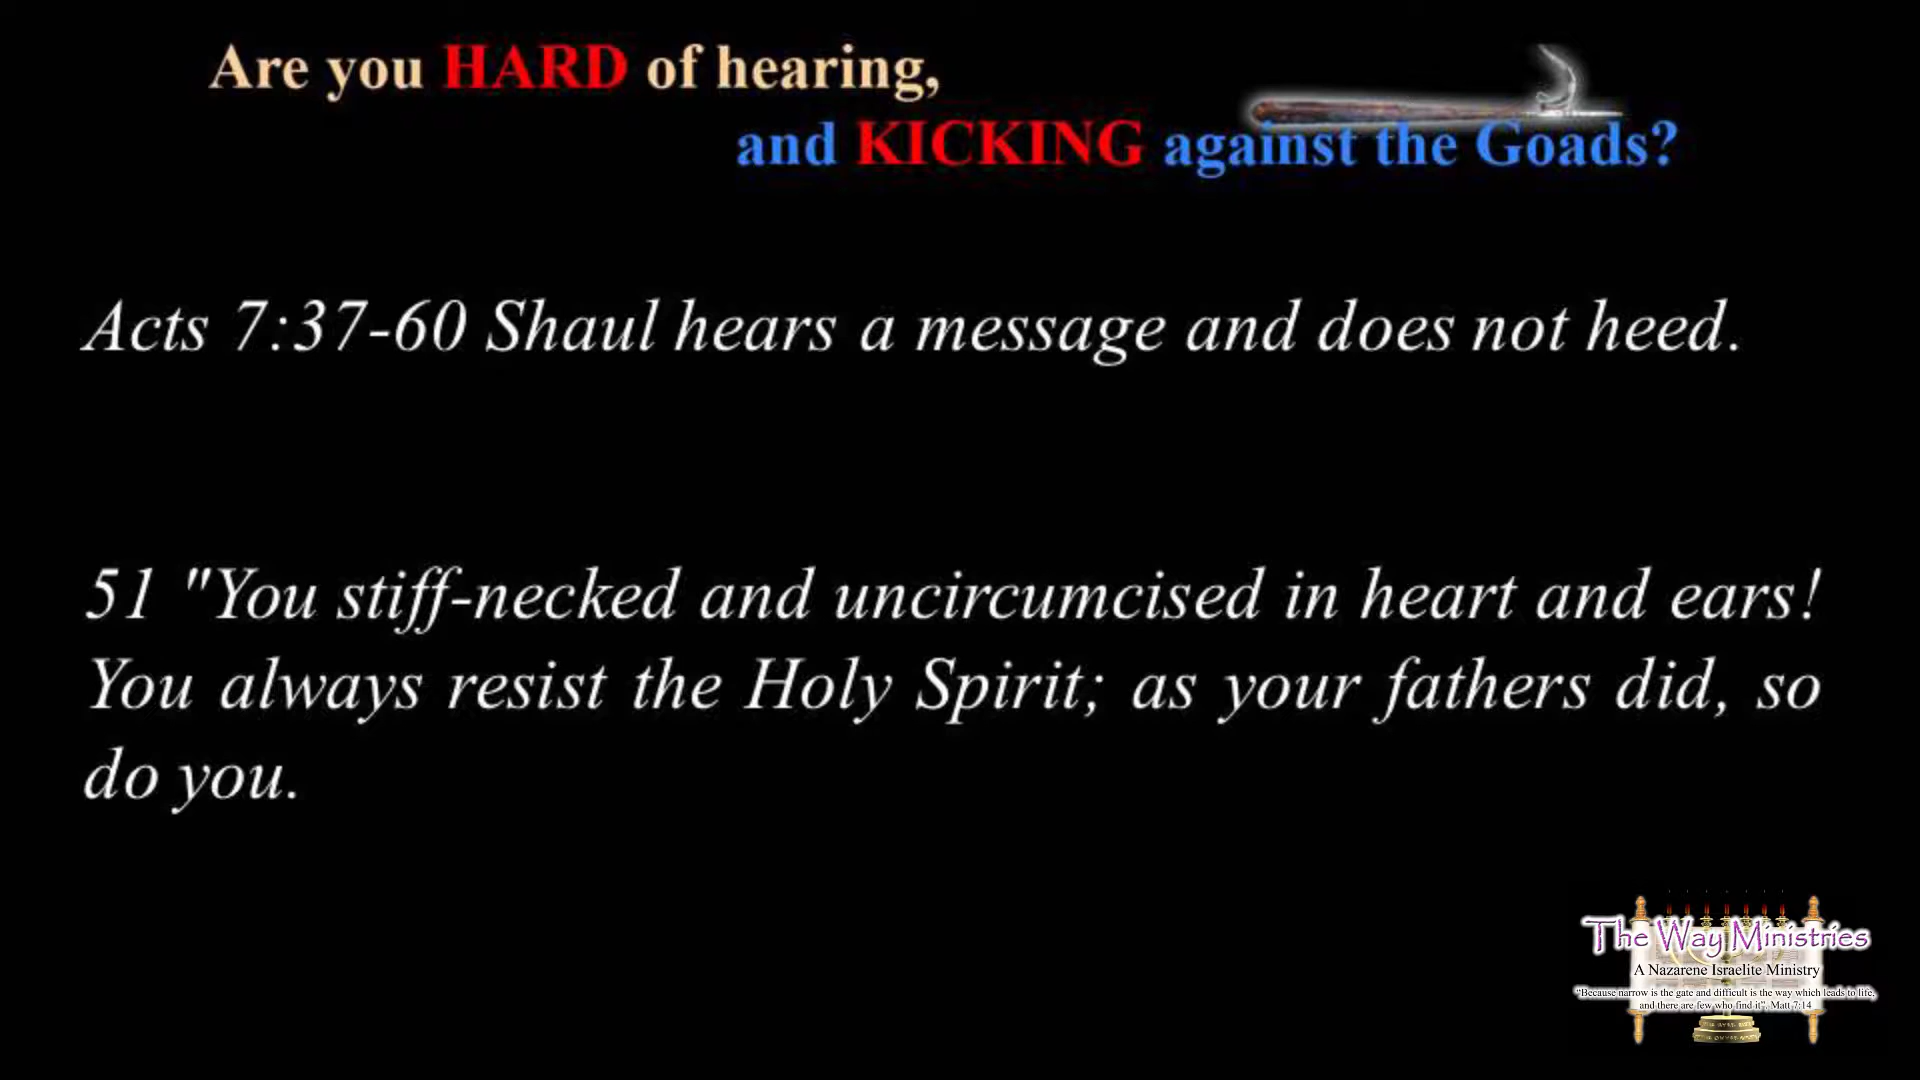 Are you HARD of hearing,
and KICKING against the Goads?
Acts 7:37-60 Shaul hears a message and does not heed.
51 "You stiff-necked and uncircumcised in heart and ears!
You always resist the Holy Spirit; as your fathers did, so
do you.
The Way Ministries
A Nazarene Israelite Ministry
"Because narrow is the gate and difficult is the way which leads to life,
and there are few who find it". Matt 7:14